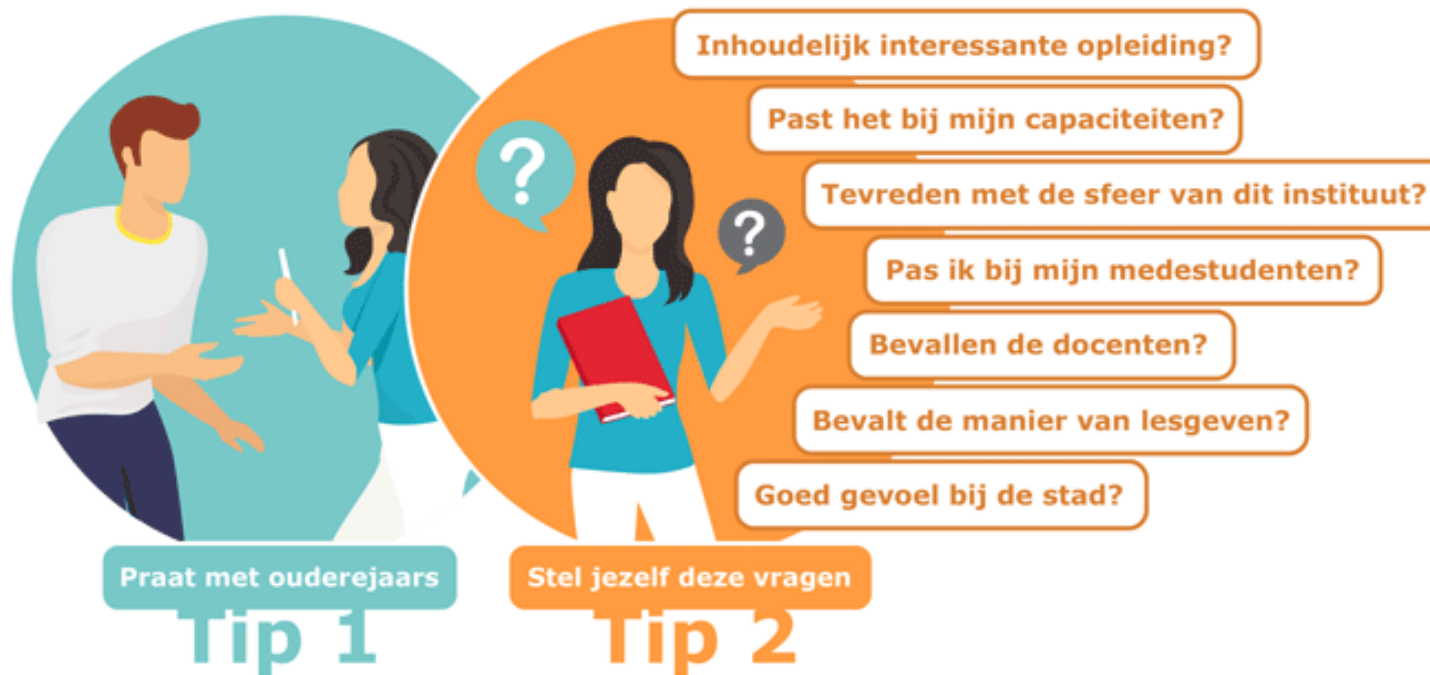 Inhoudelijk interessante opleiding?
Past het bij mijn capaciteiten?
Tevreden met de sfeer van dit instituut?
Pas ik bij mijn medestudenten?
Bevallen de docenten?
Bevalt de manier van lesgeven?
Goed gevoel bij de stad?
Praat met ouderejaars
Tip 1
Stel jezelf deze vragen
Tip 2